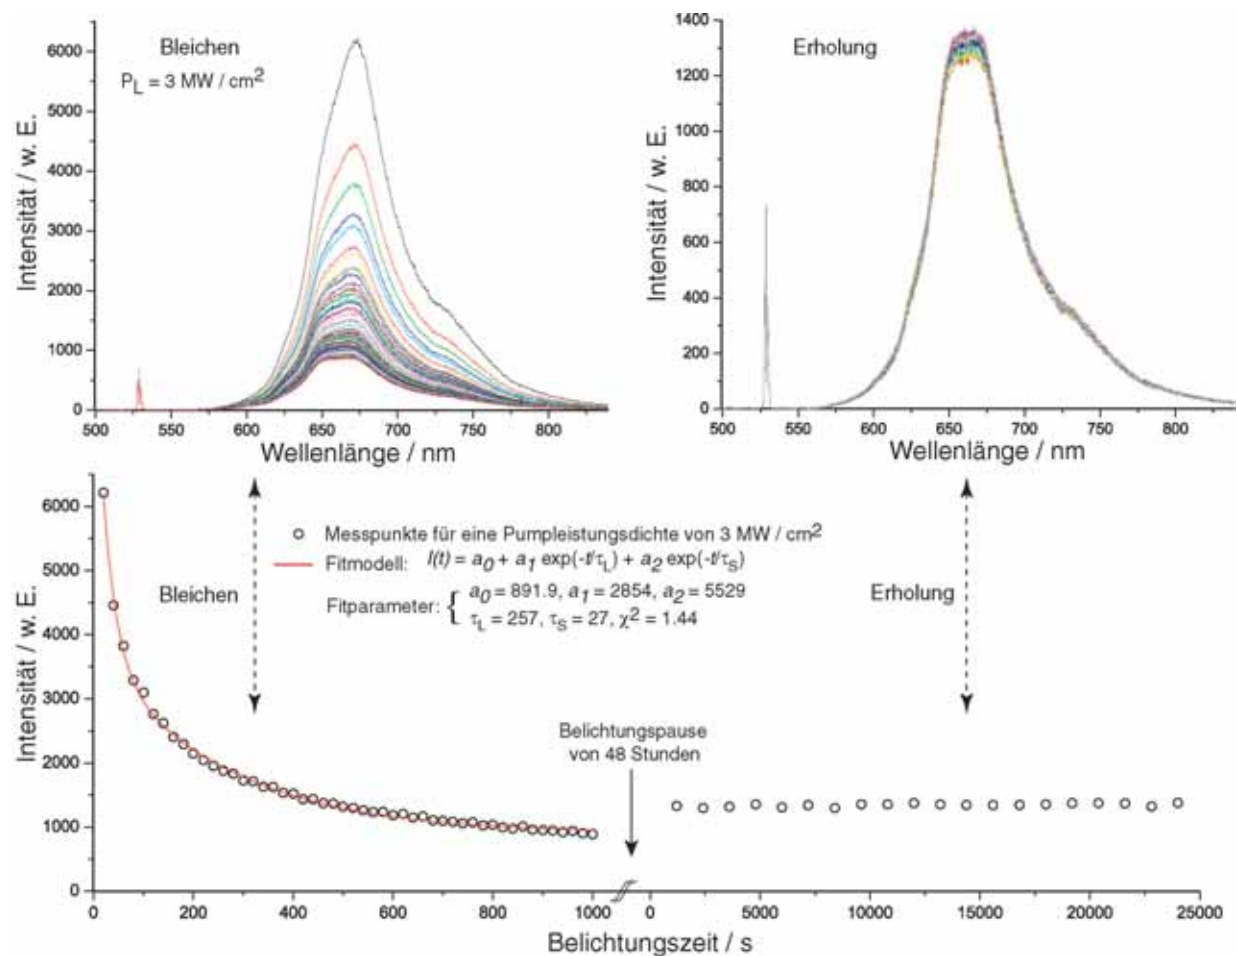 Bleichen
P_L = 3 MW / cm²
Intensität / w. E.
6000
5000
4000
3000
2000
1000
0
500 550 600 650 700 750 800
Wellenlänge / nm
Erholung
Intensität / w. E.
1400
1200
1000
800
600
400
200
0
500 550 600 650 700 750 800
Wellenlänge / nm
Messpunkte für eine Pumpleistungsdichte von 3 MW / cm²
Fitmodell: I(t) = a₀ + a₁ exp(-t/τ_L) + a₂ exp(-t/τ_S)
Fitparameter: { a₀ = 891.9, a₁ = 2854, a₂ = 5529
τ_L = 257, τ_S = 27, χ² = 1.44
Bleichen
Erholung
Belichtungspause
von 48 Stunden
Intensität / w. E.
6000
5000
4000
3000
2000
1000
0
0 200 400 600 800 1000 0 5000 10000 15000 20000 25000
Belichtungszeit / s